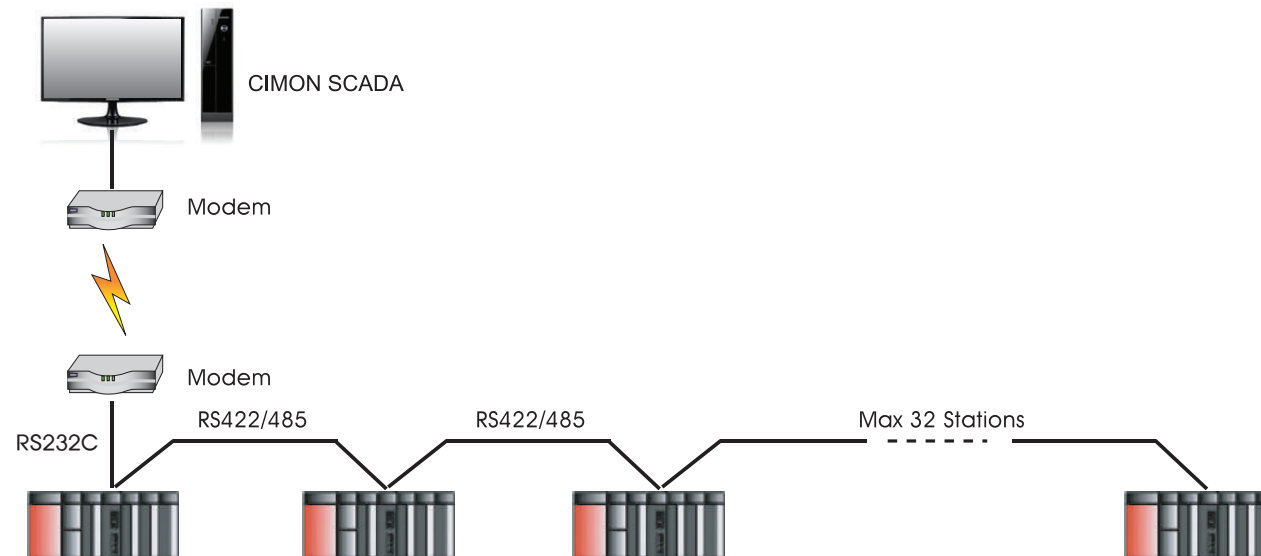 CIMON SCADA
Modem
Modem
RS422/485
RS422/485
Max 32 Stations
RS232C